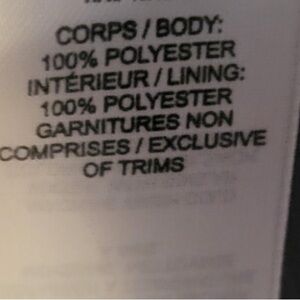 CORPS / BODY:
100% POLYESTER
INTÉRIEUR / LINING:
100% POLYESTER
GARNITURES NON
COMPRISES / EXCLUSIVE
OF TRIMS